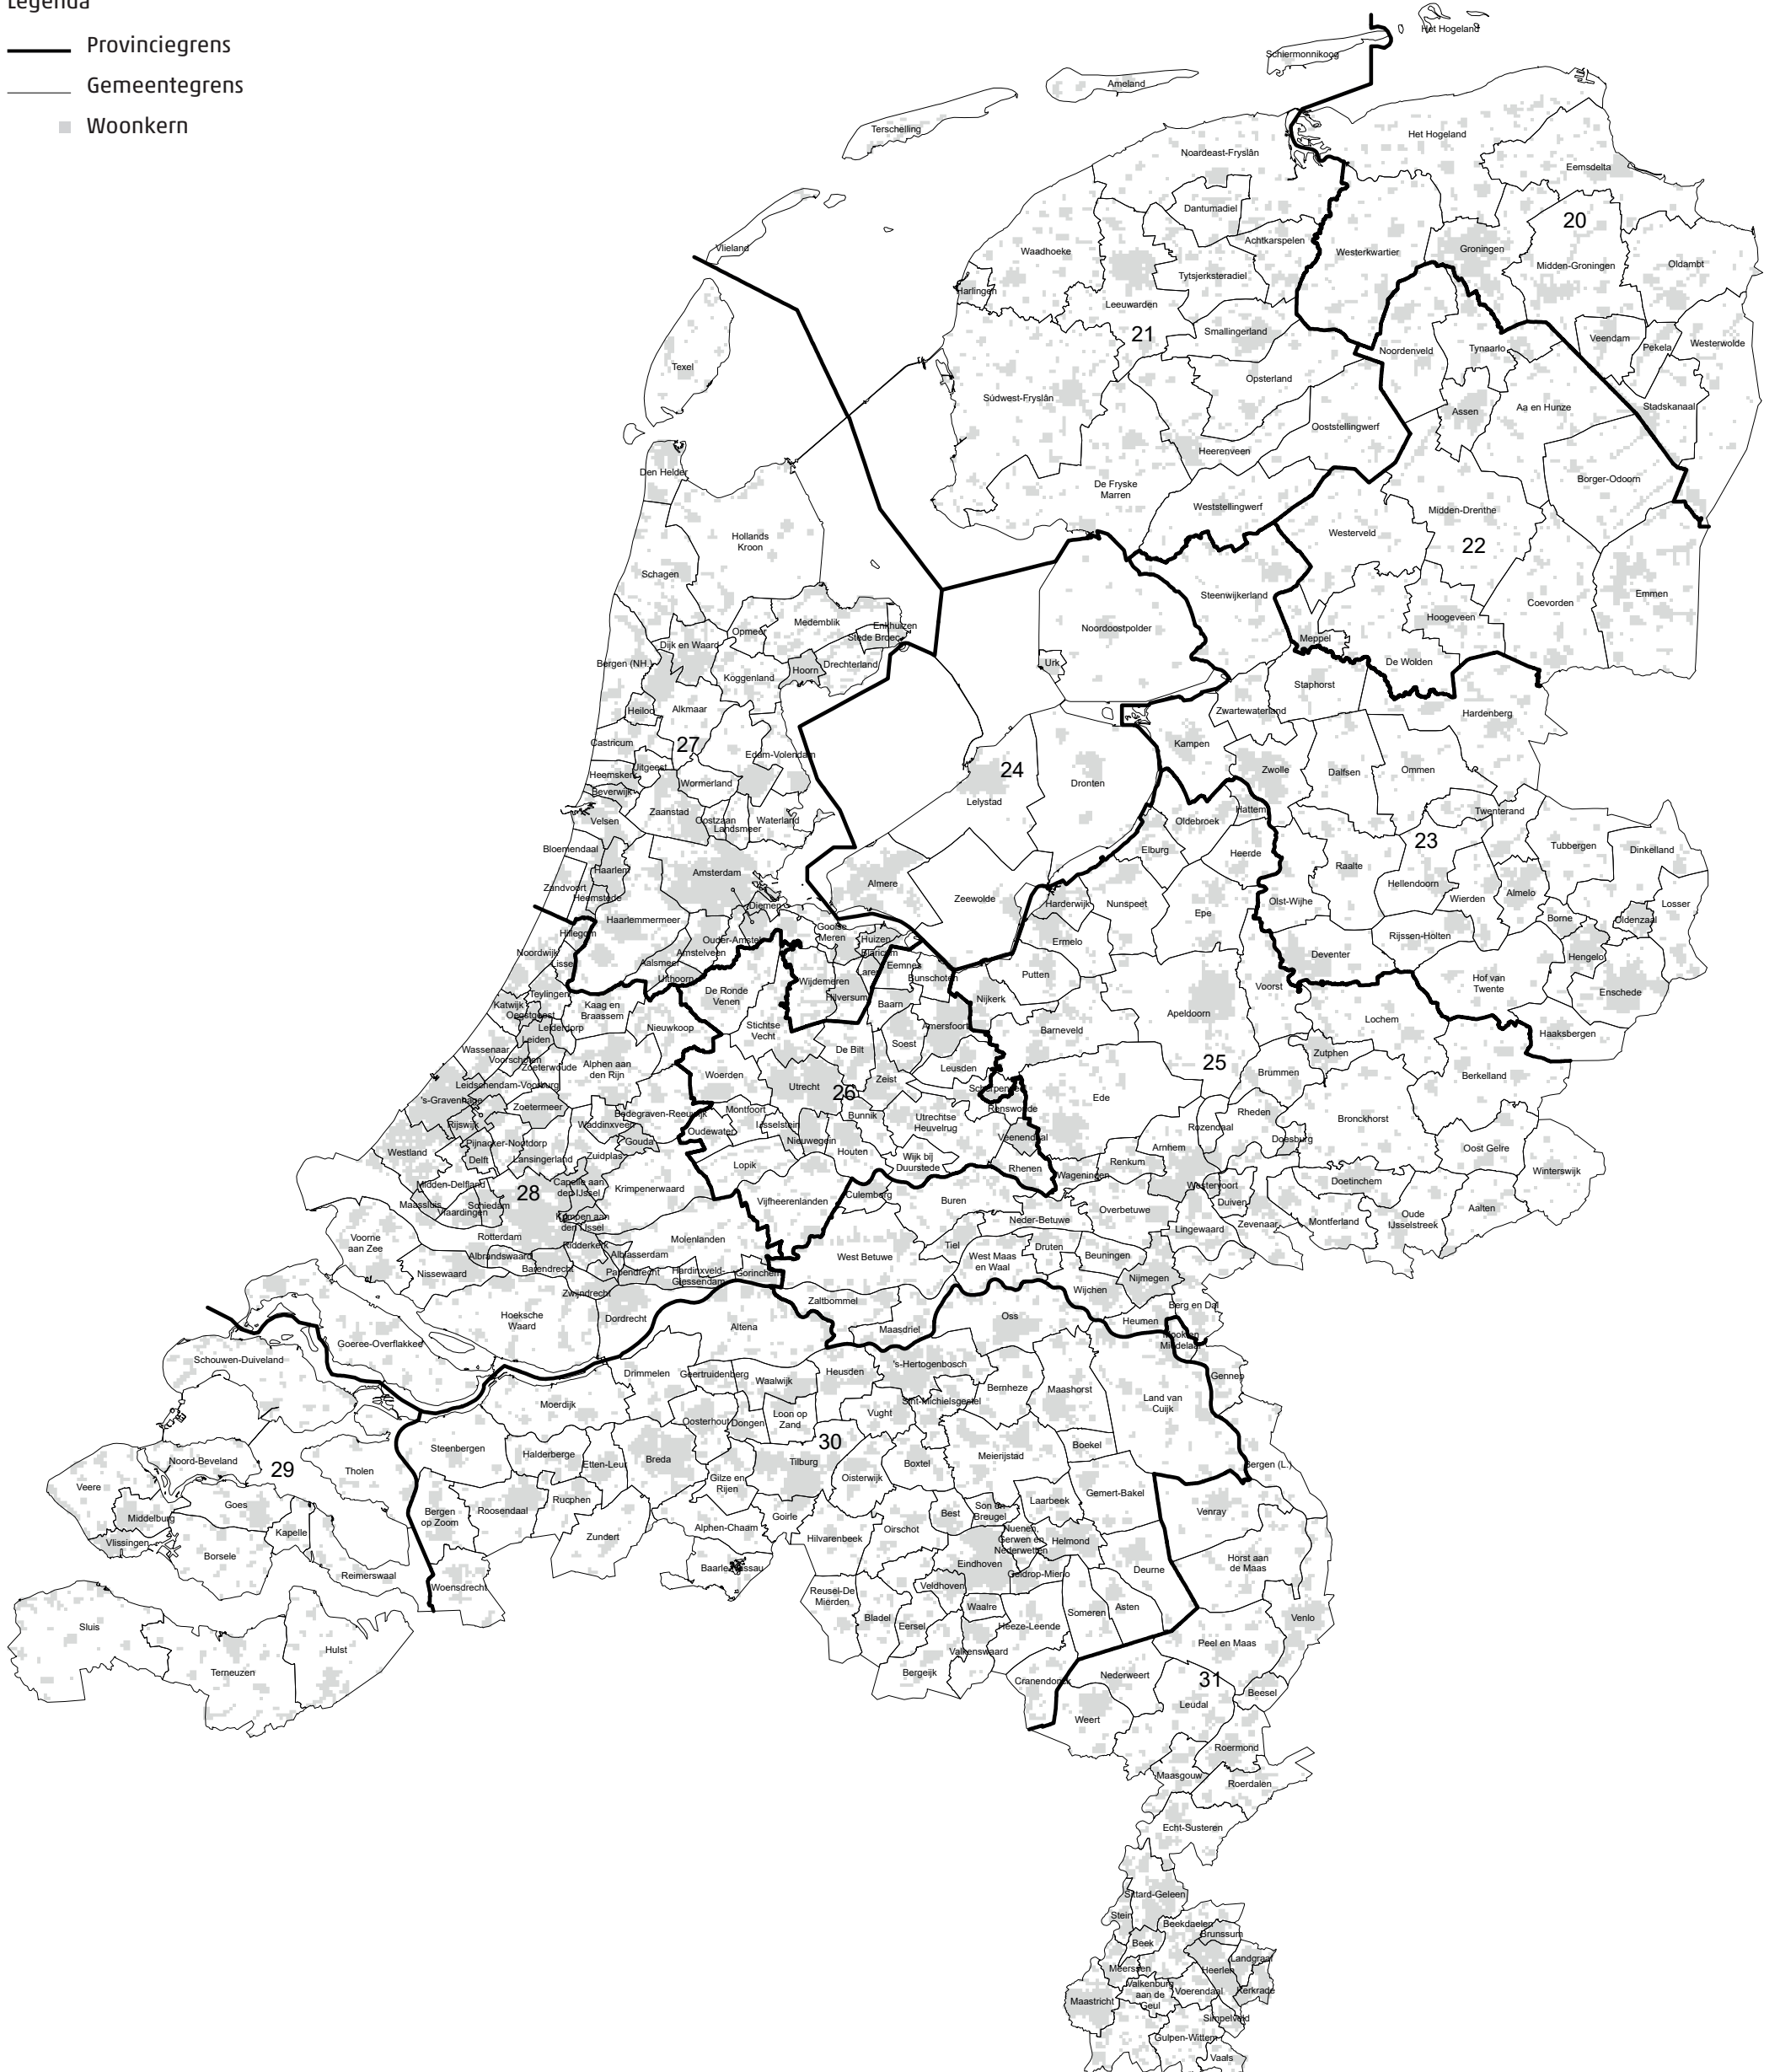 Legenda
Provinciegrens
Gemeentegrens
Woonkern
Het Hogeland
Schiermonnikoog
Ameland
Terschelling
Vlieland
Texel
Het Hogeland
Noardeast-Fryslân
Eemsdelta
Dantumadiel
20
Achtkarspelen
Waadhoeke
Westerkwartier
Groningen
Midden-Groningen
Oldambt
Tytsjerksteradiel
Harlingen
Leeuwarden
21
Smallingerland
Noordenveld
Tynaarlo
Veendam
Pekela
Westerwolde
Opsterland
Súdwest-Fryslân
Assen
Aa en Hunze
Stadskanaal
Ooststellingwerf
Heerenveen
De Fryske
Marren
Borger-Odoorn
Weststellingwerf
Midden-Drenthe
Westerveld
22
Den Helder
Hollands
Kroon
Schagen
Steenwijkerland
Coevorden
Emmen
Hoogeveen
Noordoostpolder
Meppel
De Wolden
Urk
Medemblik
Enkhuizen
Opmeer
Stede Broec
Dijk en Waard
Bergen (NH.)
Drechterland
Hoorn
Koggenland
Heiloo
Alkmaar
Castricum
27
Edam-Volendam
Uitgeest
Heemskerk
Wormerland
Beverwijk
Zaanstad
Oostzaan
Landsmeer
Waterland
Velsen
Bloemendaal
Haarlem
Amsterdam
Zandvoort
Heemstede
Diemen
Haarlemmermeer
Ouder-Amstel
Amstelveen
Aalsmeer
Uithoorn
Gooise
Meren
Huizen
Blaricum
Laren
Wijdemeren
Hilversum
24
Lelystad
Dronten
Almere
Zeewolde
Staphorst
Zwartewaterland
Hardenberg
Kampen
Zwolle
Dalfsen
Ommen
Hattem
Oldebroek
Twenterand
23
Elburg
Heerde
Raalte
Tubbergen
Dinkelland
Hellendoorn
Wierden
Almelo
Losser
Harderwijk
Nunspeet
Epe
Olst-Wijhe
Borne
Oldenzaal
Rijssen-Holten
Ermelo
Deventer
Hengelo
Putten
Hof van
Twente
Enschede
Voorst
Haaksbergen
Nijkerk
Apeldoorn
Lochem
Barneveld
Zutphen
25
Brummen
Berkelland
Ede
Rheden
Bronckhorst
Rozendaal
Doesburg
Arnhem
Oost Gelre
Renkum
Winterswijk
Wageningen
Westervoort
Doetinchem
Duiven
Aalten
Overbetuwe
Oude
IJsselstreek
Zevenaar
Montferland
Lingewaard
Neder-Betuwe
Buren
Culemborg
Tiel
West Betuwe
West Maas
en Waal
Druten
Beuningen
Nijmegen
Wijchen
Berg en Dal
Heumen
Zaltbommel
Maasdriel
Eemnes
Bunschoten
Baarn
De Ronde
Venen
Stichtse
Vecht
Soest
Amersfoort
De Bilt
Leusden
Woerden
Utrecht
Zeist
26
Renswoude
Montfoort
IJsselstein
Bunnik
Utrechtse
Heuvelrug
Oudewater
Nieuwegein
Veenendaal
Houten
Wijk bij
Duurstede
Rhenen
Lopik
Vijfheerenlanden
Hillegom
Noordwijk
Lisse
Teylingen
Katwijk
Oegstgeest
Kaag en
Braassem
Leiderdorp
Nieuwkoop
Leiden
Wassenaar
Voorschoten
Zoeterwoude
Alphen aan
den Rijn
Leidschendam-Voorburg
's-Gravenhage
Zoetermeer
Bodegraven-Reeuwijk
Rijswijk
Waddinxveen
Pijnacker-Nootdorp
Gouda
Westland
Delft
Lansingerland
Zuidplas
Midden-Delfland
28
Capelle aan
den IJssel
Krimpenerwaard
Maassluis
Vlaardingen
Schiedam
Krimpen aan
den IJssel
Rotterdam
Voorne
aan Zee
Ridderkerk
Molenlanden
Albrandswaard
Alblasserdam
Nissewaard
Barendrecht
Papendrecht
Hardinxveld-
Giessendam
Gorinchem
Zwijndrecht
Hoeksche
Waard
Dordrecht
Goeree-Overflakkee
Schouwen-Duiveland
Noord-Beveland
29
Tholen
Veere
Goes
Middelburg
Kapelle
Vlissingen
Borsele
Reimerswaal
Sluis
Terneuzen
Hulst
Altena
Oss
Drimmelen
Geertruidenberg
Waalwijk
Heusden
's-Hertogenbosch
Bernheze
Maashorst
Land van
Cuijk
Moerdijk
Sint-Michielsgestel
Oosterhout
Dongen
Loon op
Zand
Vught
Steenbergen
Halderberge
Etten-Leur
Breda
30
Tilburg
Boekel
Meierijstad
Boxtel
Oisterwijk
Gilze en
Rijen
Gemert-Bakel
Rucphen
Roosendaal
Bergen
op Zoom
Laarbeek
Son en
Breugel
Best
Goirle
Oirschot
Alphen-Chaam
Zundert
Hilvarenbeek
Nuenen,
Gerwen en
Nederwetten
Helmond
Eindhoven
Geldrop-Mierlo
Deurne
Baarle-Nassau
Woensdrecht
Veldhoven
Reusel-De
Mierden
Waalre
Asten
Someren
Bladel
Eersel
Heeze-Leende
Valkenswaard
Bergeijk
Cranendonck
Mook en
Middelaar
Gennep
Bergen (L.)
Venray
Horst aan
de Maas
Venlo
Peel en Maas
Nederweert
31
Leudal
Beesel
Weert
Roermond
Maasgouw
Roerdalen
Echt-Susteren
Sittard-Geleen
Stein
Beekdaelen
Brunssum
Beek
Landgraaf
Meerssen
Heerlen
Valkenburg
aan de
Geul
Voerendaal
Kerkrade
Maastricht
Simpelveld
Gulpen-Wittem
Vaals